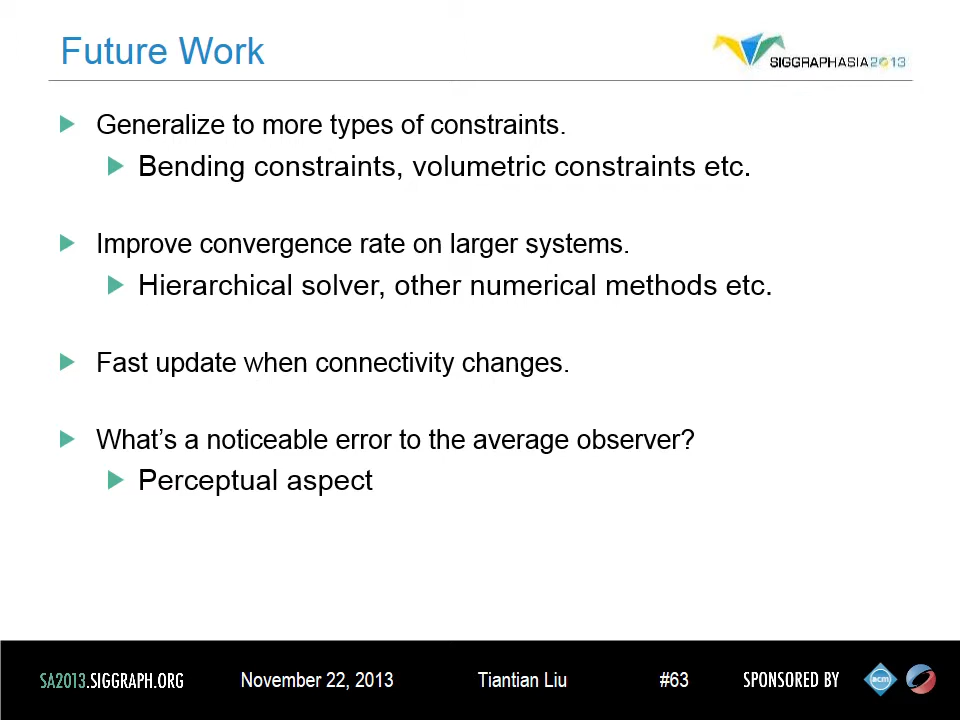 Future Work
SIGGRAPHASIA2013
Generalize to more types of constraints.
Bending constraints, volumetric constraints etc.
Improve convergence rate on larger systems.
Hierarchical solver, other numerical methods etc.
Fast update when connectivity changes.
What's a noticeable error to the average observer?
Perceptual aspect
SA2013.SIGGRAPH.ORG November 22, 2013 Tiantian Liu #63 SPONSORED BY acm